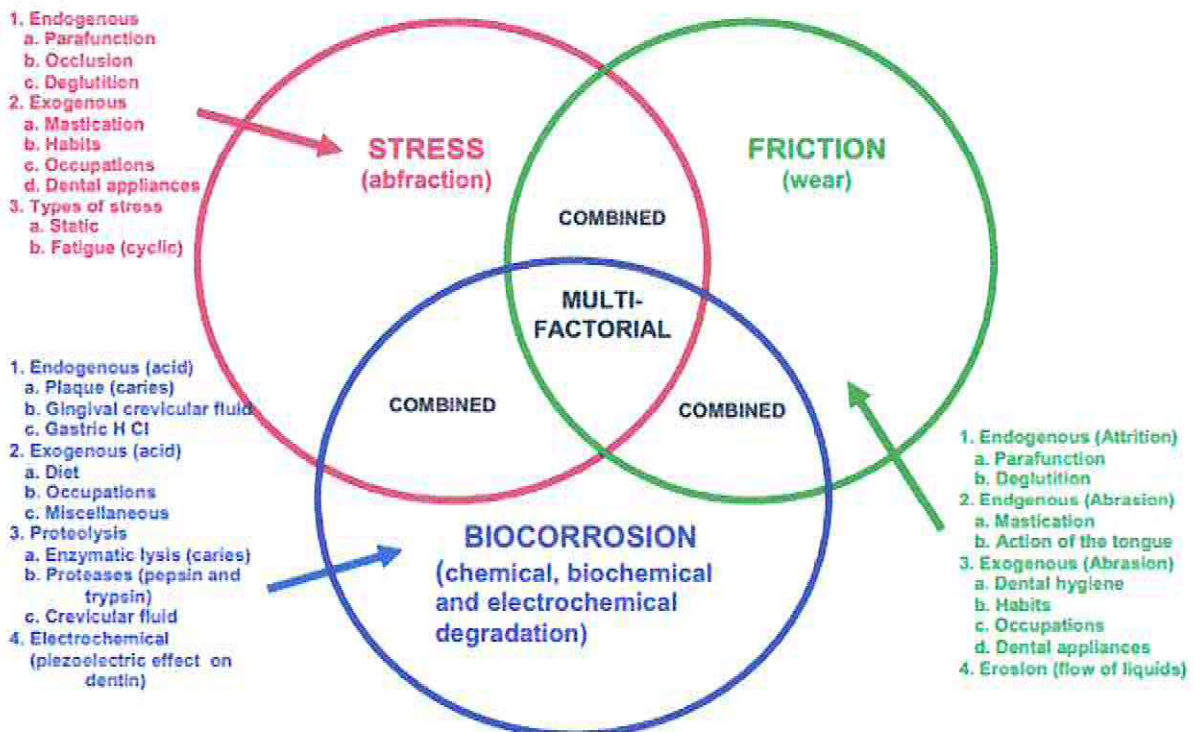 1. Endogenous
a. Parafunction
b. Occlusion
c. Deglutition
2. Exogenous
a. Mastication
b. Habits
c. Occupations
d. Dental appliances
3. Types of stress
a. Static
b. Fatigue (cyclic)
STRESS
(abfraction)
FRICTION
(wear)
COMBINED
MULTI-
FACTORIAL
COMBINED
COMBINED
1. Endogenous (acid)
a. Plaque (caries)
b. Gingival crevicular fluid
c. Gastric H Cl
2. Exogenous (acid)
a. Diet
b. Occupations
c. Miscellaneous
3. Proteolysis
a. Enzymatic lysis (caries)
b. Proteases (pepsin and
trypsin)
c. Crevicular fluid
4. Electrochemical
(piezoelectric effect on
dentin)
BIOCORROSION
(chemical, biochemical
and electrochemical
degradation)
1. Endogenous (Attrition)
a. Parafunction
b. Deglutition
2. Endgenous (Abrasion)
a. Mastication
b. Action of the tongue
3. Exogenous (Abrasion)
a. Dental hygiene
b. Habits
c. Occupations
d. Dental appliances
4. Erosion (flow of liquids)